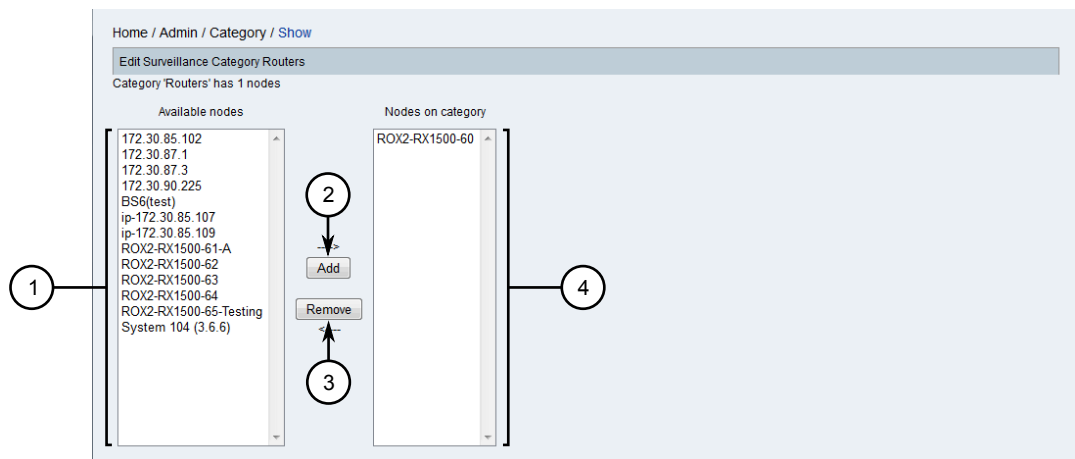 Home / Admin / Category / Show
Edit Surveillance Category Routers
Category 'Routers' has 1 nodes
Available nodes
172.30.85.102
172.30.87.1
172.30.87.3
172.30.90.225
BS6(test)
ip-172.30.85.107
ip-172.30.85.109
ROX2-RX1500-61-A
ROX2-RX1500-62
ROX2-RX1500-63
ROX2-RX1500-64
ROX2-RX1500-65-Testing
System 104 (3.6.6)
1
2
---->
Add
Remove
<----
3
Nodes on category
ROX2-RX1500-60
4